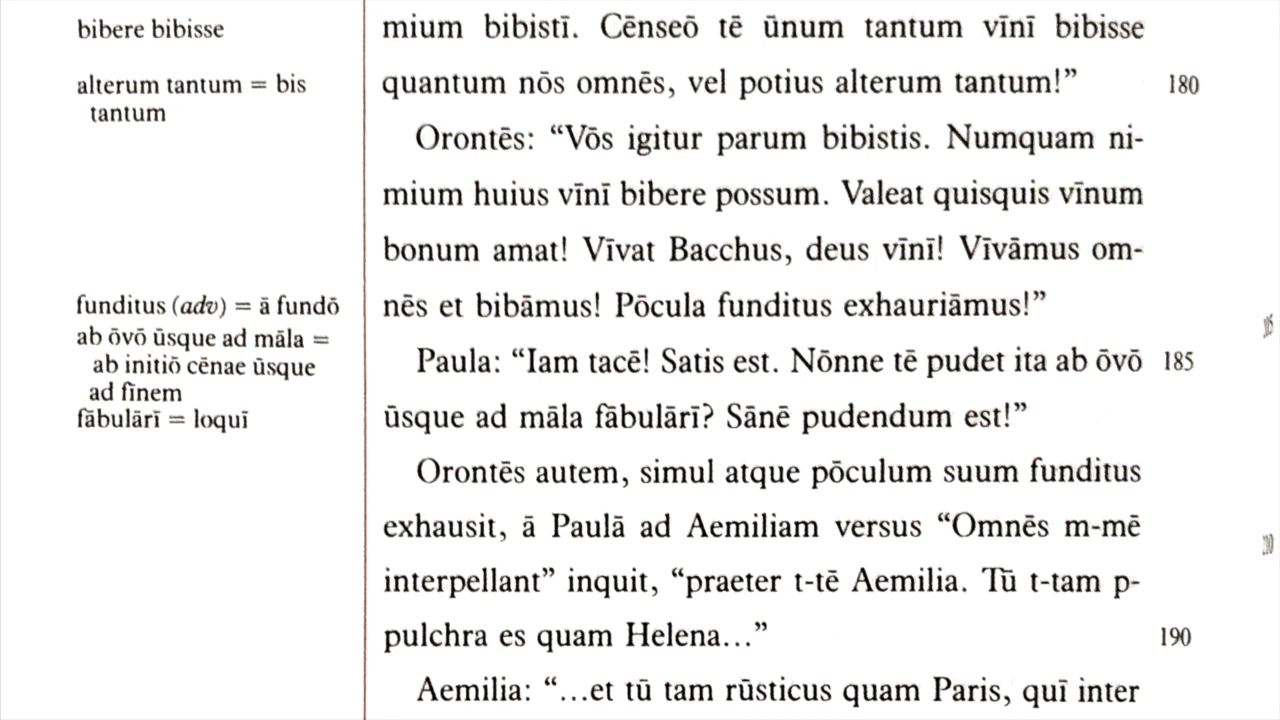 bibere bibisse
alterum tantum = bis
tantum
funditus (adv) = ā fundō
ab ōvō ūsque ad māla =
ab initiō cēnae ūsque
ad fīnem
fābulārī = loquī
mium bibistī. Cēnseō tē ūnum tantum vīnī bibisse
quantum nōs omnēs, vel potius alterum tantum!” 180
Orontēs: “Vōs igitur parum bibistis. Numquam ni-
mium huius vīnī bibere possum. Valeat quisquis vīnum
bonum amat! Vīvat Bacchus, deus vīnī! Vīvāmus om-
nēs et bibāmus! Pōcula funditus exhauriāmus!”
Paula: “Iam tacē! Satis est. Nōnne tē pudet ita ab ōvō 185
ūsque ad māla fābulārī? Sānē pudendum est!”
Orontēs autem, simul atque pōculum suum funditus
exhausit, ā Paulā ad Aemiliam versus “Omnēs m-mē
interpellant” inquit, “praeter t-tē Aemilia. Tū t-tam p-
pulchra es quam Helena...” 190
Aemilia: “...et tū tam rūsticus quam Paris, quī inter